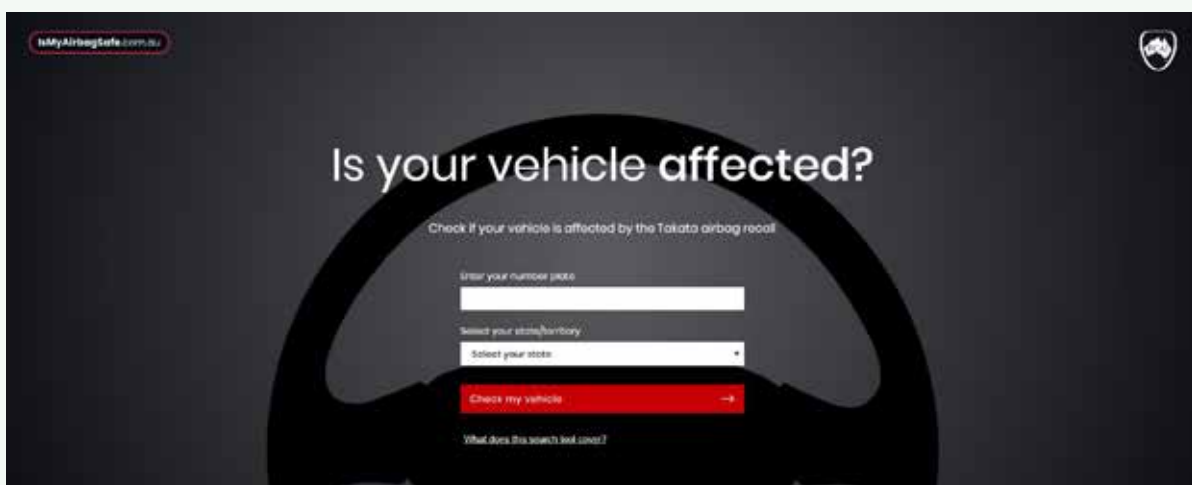 IsMyAirbagSafe.com.au
Is your vehicle affected?
Check if your vehicle is affected by the Takata airbag recall
Enter your number plate
Select your state/territory
Select your state
Check my vehicle →
What does this search tool cover?